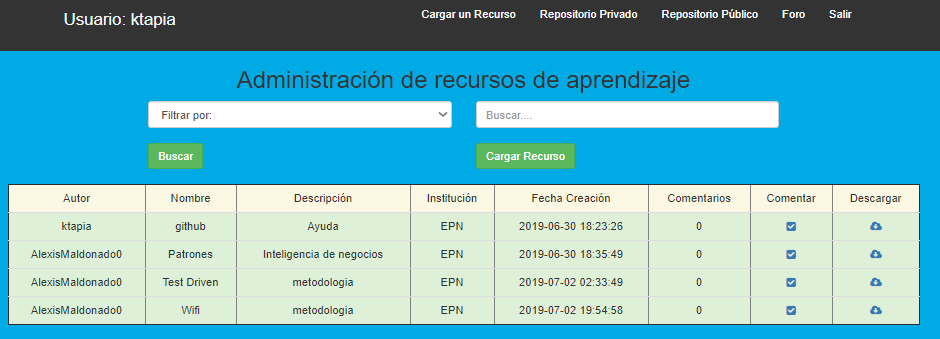 Usuario: ktapia Cargar un Recurso Repositorio Privado Repositorio Público Foro Salir
Administración de recursos de aprendizaje
Filtrar por: Buscar....
Buscar Cargar Recurso
Autor Nombre Descripción Institución Fecha Creación Comentarios Comentar Descargar
ktapia github Ayuda EPN 2019-06-30 18:23:26 0
AlexisMaldonado0 Patrones Inteligencia de negocios EPN 2019-06-30 18:35:49 0
AlexisMaldonado0 Test Driven metodologia EPN 2019-07-02 02:33:49 0
AlexisMaldonado0 Wifi metodologia EPN 2019-07-02 19:54:58 0